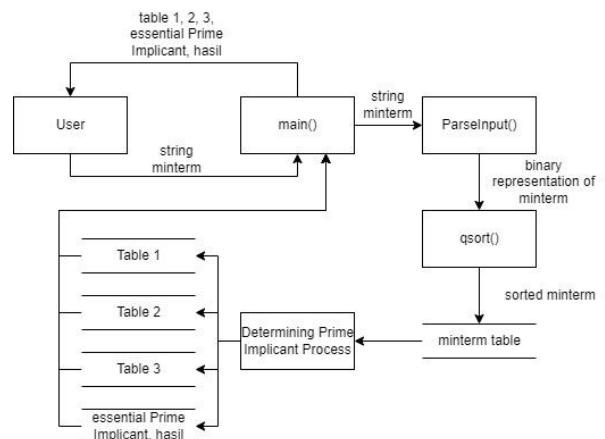 table 1, 2, 3,
essential Prime
Implicant, hasil
User
main()
string
minterm
ParseInput()
string
minterm
binary
representation of
minterm
qsort()
sorted minterm
minterm table
Determining Prime
Implicant Process
Table 1
Table 2
Table 3
essential Prime
Implicant, hasil